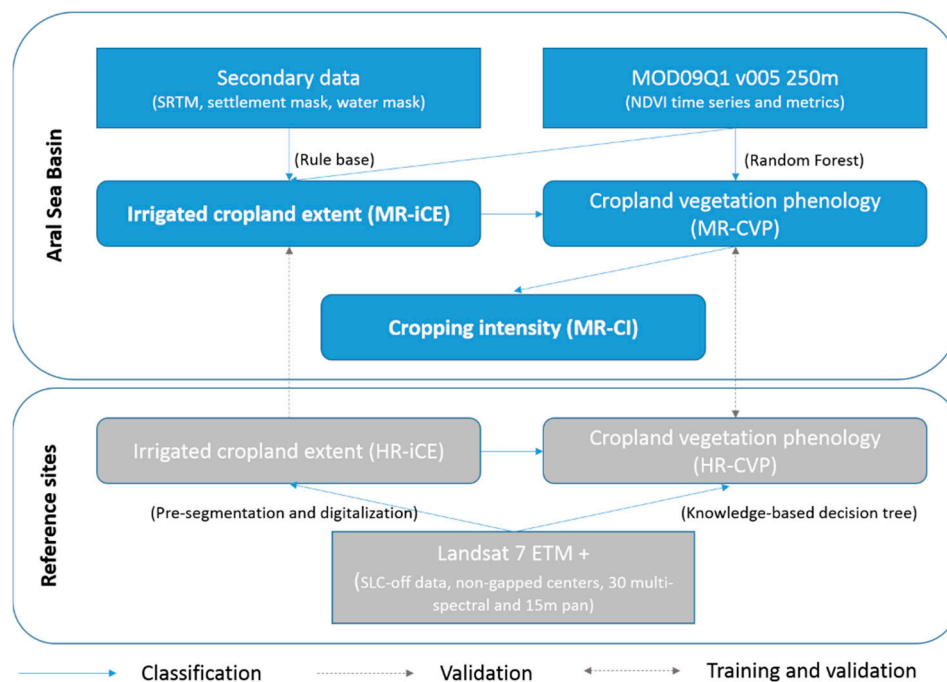 Aral Sea Basin
Secondary data
(SRTM, settlement mask, water mask)
MOD09Q1 v005 250m
(NDVI time series and metrics)
(Rule base)
(Random Forest)
Irrigated cropland extent (MR-iCE)
Cropland vegetation phenology
(MR-CVP)
Cropping intensity (MR-CI)
Reference sites
Irrigated cropland extent (HR-iCE)
Cropland vegetation phenology
(HR-CVP)
(Pre-segmentation and digitalization)
(Knowledge-based decision tree)
Landsat 7 ETM +
(SLC-off data, non-gapped centers, 30 multi-
spectral and 15m pan)
Classification
Validation
Training and validation